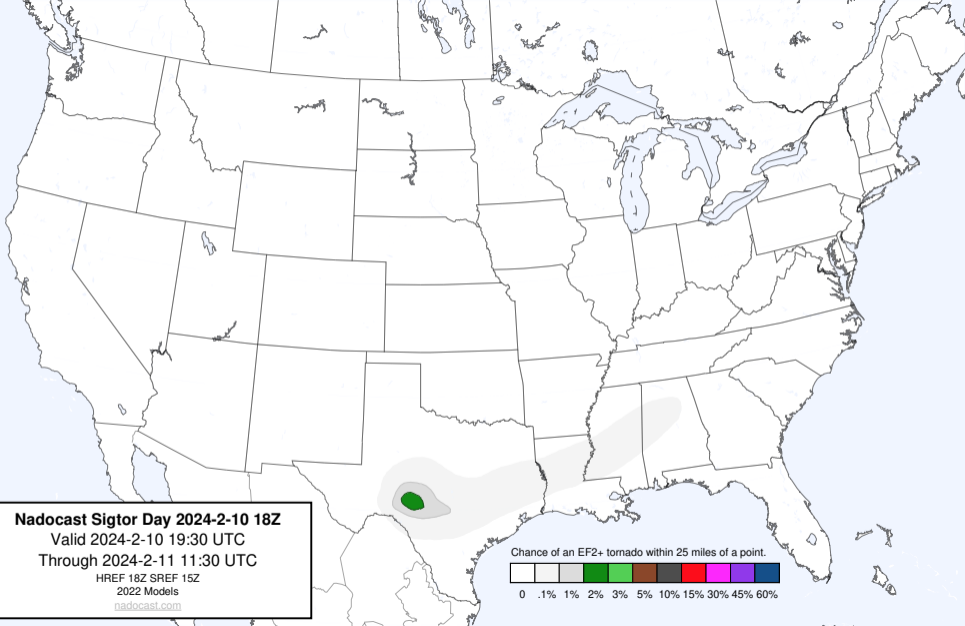 Nadocast Sigtor Day 2024-2-10 18Z
Valid 2024-2-10 19:30 UTC
Through 2024-2-11 11:30 UTC
HREF 18Z SREF 15Z
2022 Models
nadocast.com
Chance of an EF2+ tornado within 25 miles of a point.
0 .1% 1% 2% 3% 5% 10% 15% 30% 45% 60%